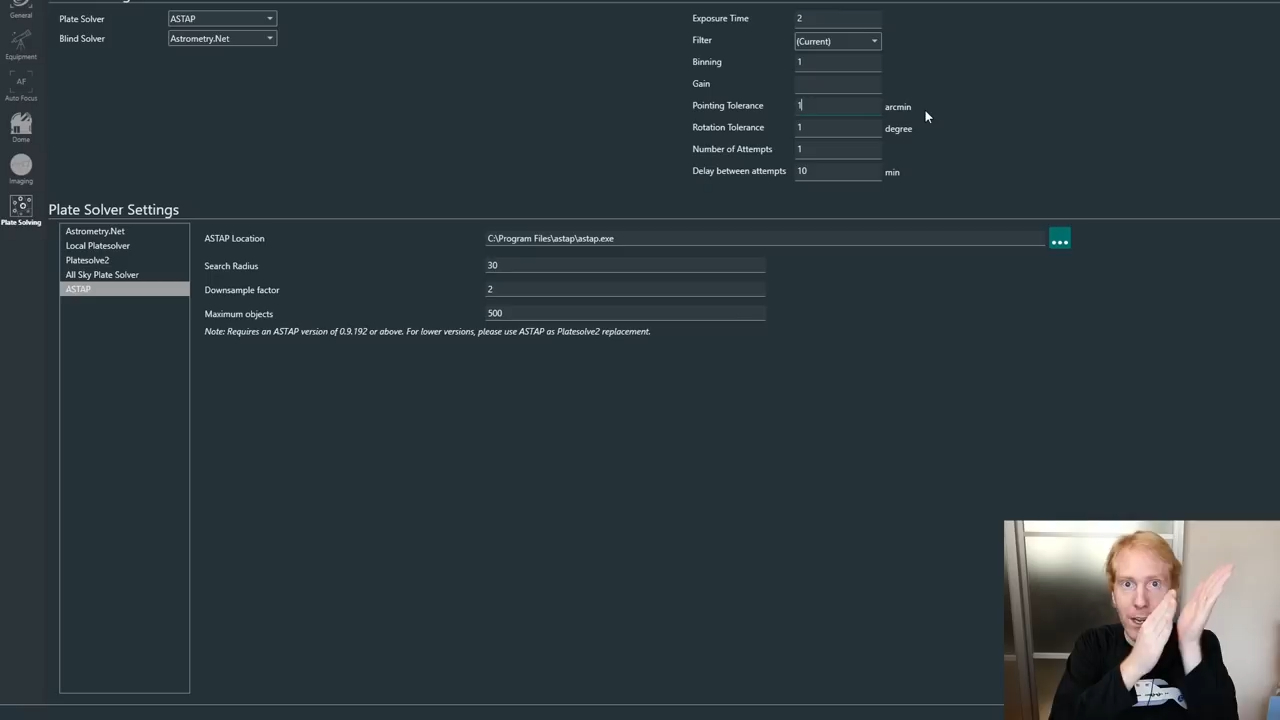 General
Equipment
AF
Auto Focus
Dome
Imaging
Plate Solving
Plate Solver ASTAP
Blind Solver Astrometry.Net
Exposure Time 2
Filter (Current)
Binning 1
Gain
Pointing Tolerance 1 arcmin
Rotation Tolerance 1 degree
Number of Attempts 1
Delay between attempts 10 min
Plate Solver Settings
Astrometry.Net
Local Platesolver
Platesolve2
All Sky Plate Solver
ASTAP
ASTAP Location C:\Program Files\astap\astap.exe ...
Search Radius 30
Downsample factor 2
Maximum objects 500
Note: Requires an ASTAP version of 0.9.192 or above. For lower versions, please use ASTAP as Platesolve2 replacement.